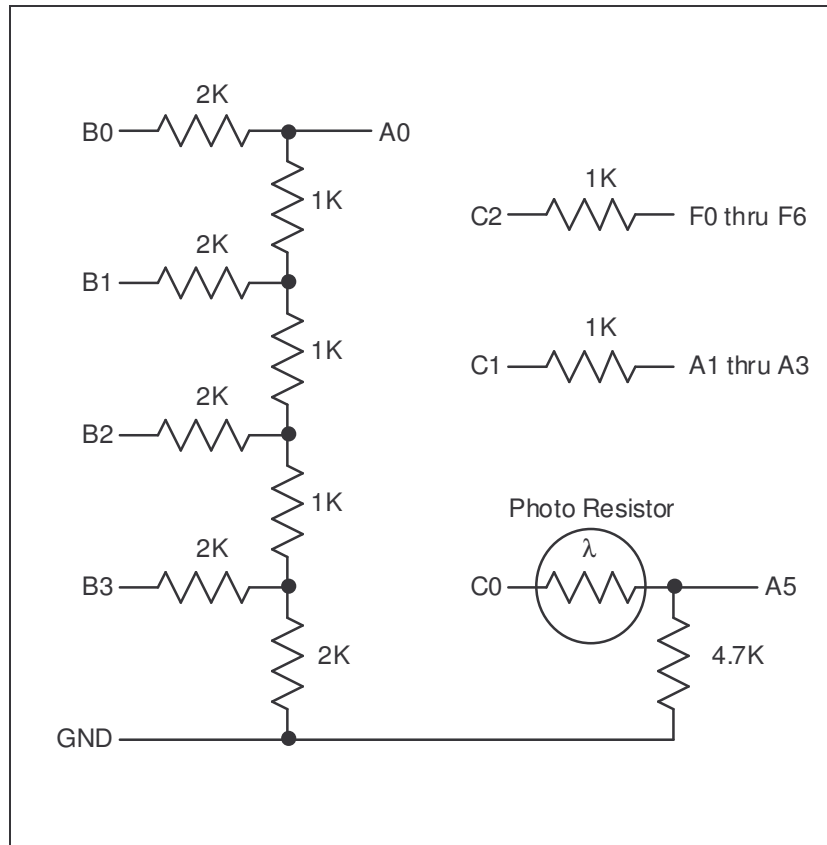 2K
B0
A0
1K
2K
B1
1K
2K
B2
1K
2K
B3
2K
GND
1K
C2
F0 thru F6
1K
C1
A1 thru A3
Photo Resistor
λ
C0
A5
4.7K